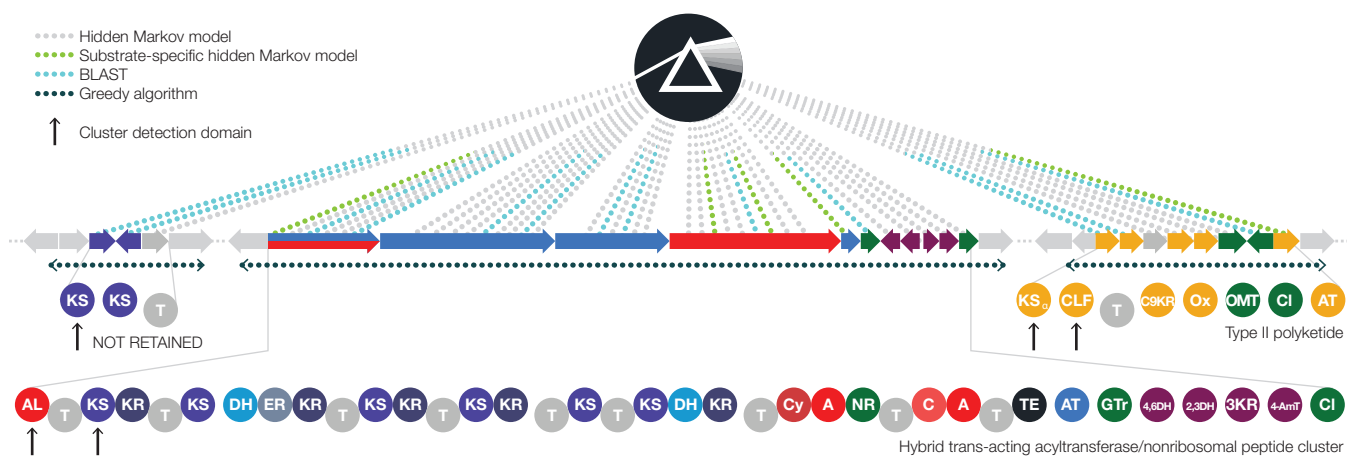 Hidden Markov model
Substrate-specific hidden Markov model
BLAST
Greedy algorithm
Cluster detection domain
KS KS T
NOT RETAINED
KSα CLF T C9KR Ox OMT Cl AT
Type II polyketide
AL T KS KR T KS DH ER KR T KS KR T KS KR T KS T KS DH KR T Cy A NR T C A T TE AT GTr 4,6DH 2,3DH 3KR 4-AmT Cl
Hybrid trans-acting acyltransferase/nonribosomal peptide cluster